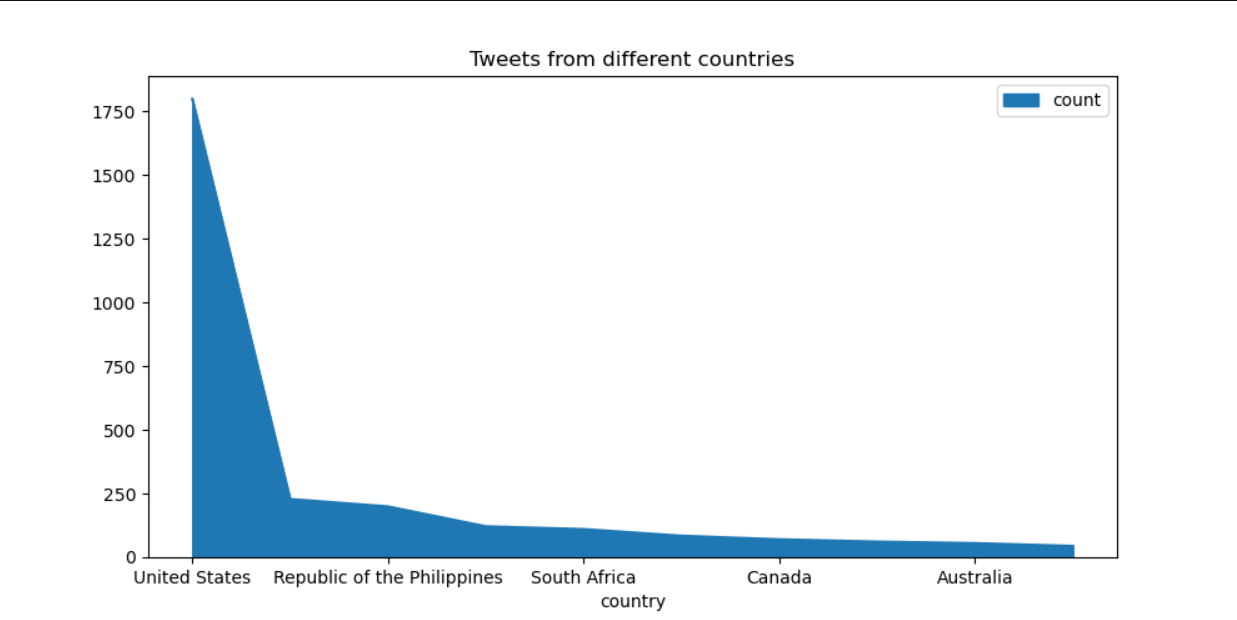 Tweets from different countries
count
1750
1500
1250
1000
750
500
250
0
United States Republic of the Philippines South Africa Canada Australia
country